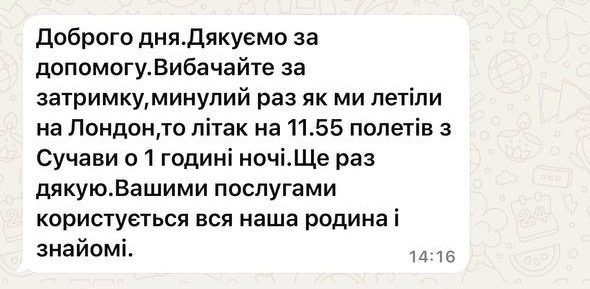 Доброго дня.Дякуємо за
допомогу.Вибачайте за
затримку,минулий раз як ми летіли
на Лондон,то літак на 11.55 полетів з
Сучави о 1 годині ночі.Ще раз
дякую.Вашими послугами
користується вся наша родина і
знайомі.
14:16